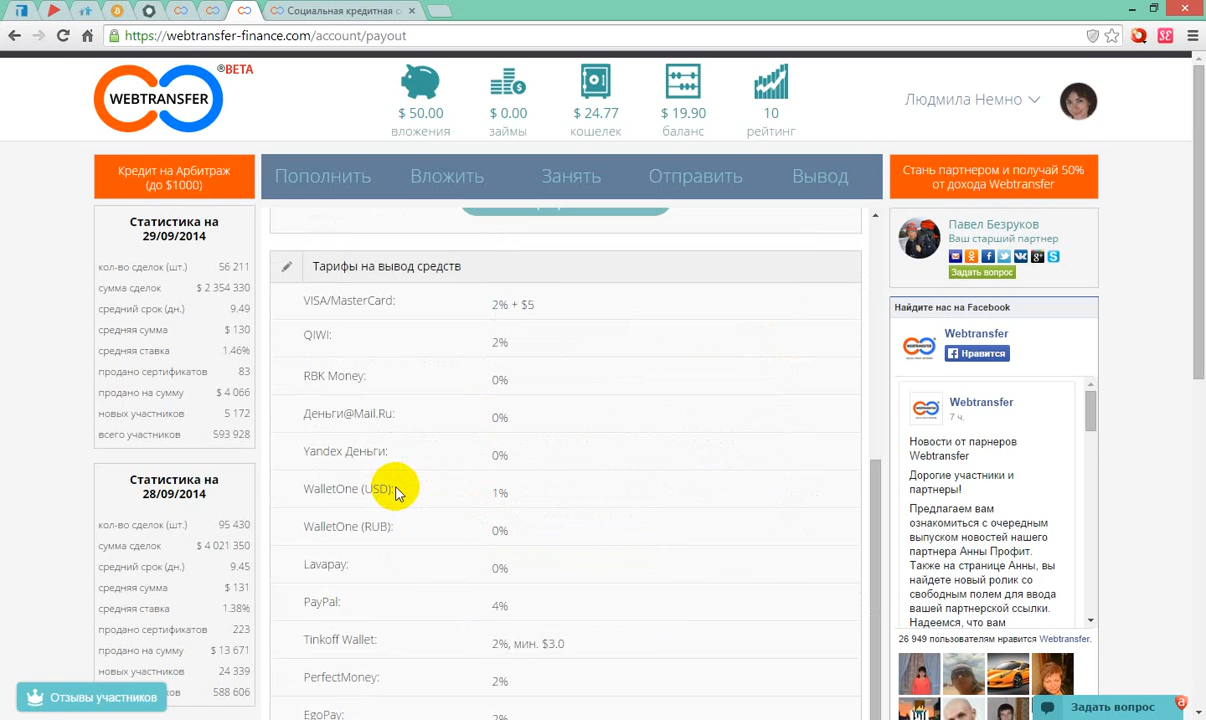 Социальная кредитная с
https://webtransfer-finance.com/account/payout
WEBTRANSFER
®BETA
$ 50.00
вложения
$ 0.00
займы
$ 24.77
кошелек
$ 19.90
баланс
10
рейтинг
Людмила Немно
Кредит на Арбитраж
(до $1000)
Пополнить Вложить Занять Отправить Вывод
Стань партнером и получай 50%
от дохода Webtransfer
Статистика на
29/09/2014
кол-во сделок (шт.) 56 211
сумма сделок $ 2 354 330
средний срок (дн.) 9.49
средняя сумма $ 130
средняя ставка 1.46%
продано сертификатов 83
продано на сумму $ 4 066
новых участников 5 172
всего участников 593 928
Статистика на
28/09/2014
кол-во сделок (шт.) 95 430
сумма сделок $ 4 021 350
средний срок (дн.) 9.45
средняя сумма $ 131
средняя ставка 1.38%
продано сертификатов 223
продано на сумму $ 13 671
новых участников 24 339
588 606
Отзывы участников
Тарифы на вывод средств
VISA/MasterCard: 2% + $5
QIWI: 2%
RBK Money: 0%
Деньги@Mail.Ru: 0%
Yandex Деньги: 0%
WalletOne (USD): 1%
WalletOne (RUB): 0%
Lavapay: 0%
PayPal: 4%
Tinkoff Wallet: 2%, мин. $3.0
PerfectMoney: 2%
EgoPay: 2%
Павел Безруков
Ваш старший партнер
Задать вопрос
Найдите нас на Facebook
Webtransfer
Нравится
Webtransfer
7 ч.
Новости от парнеров
Webtransfer
Дорогие участники и
партнеры!
Предлагаем вам
ознакомиться с очередным
выпуском новостей нашего
партнера Анны Профит.
Также на странице Анны, вы
найдете новый ролик со
свободным полем для ввода
вашей партнерской ссылки.
Надеемся, что вам
26 949 пользователям нравится Webtransfer.
Задать вопрос